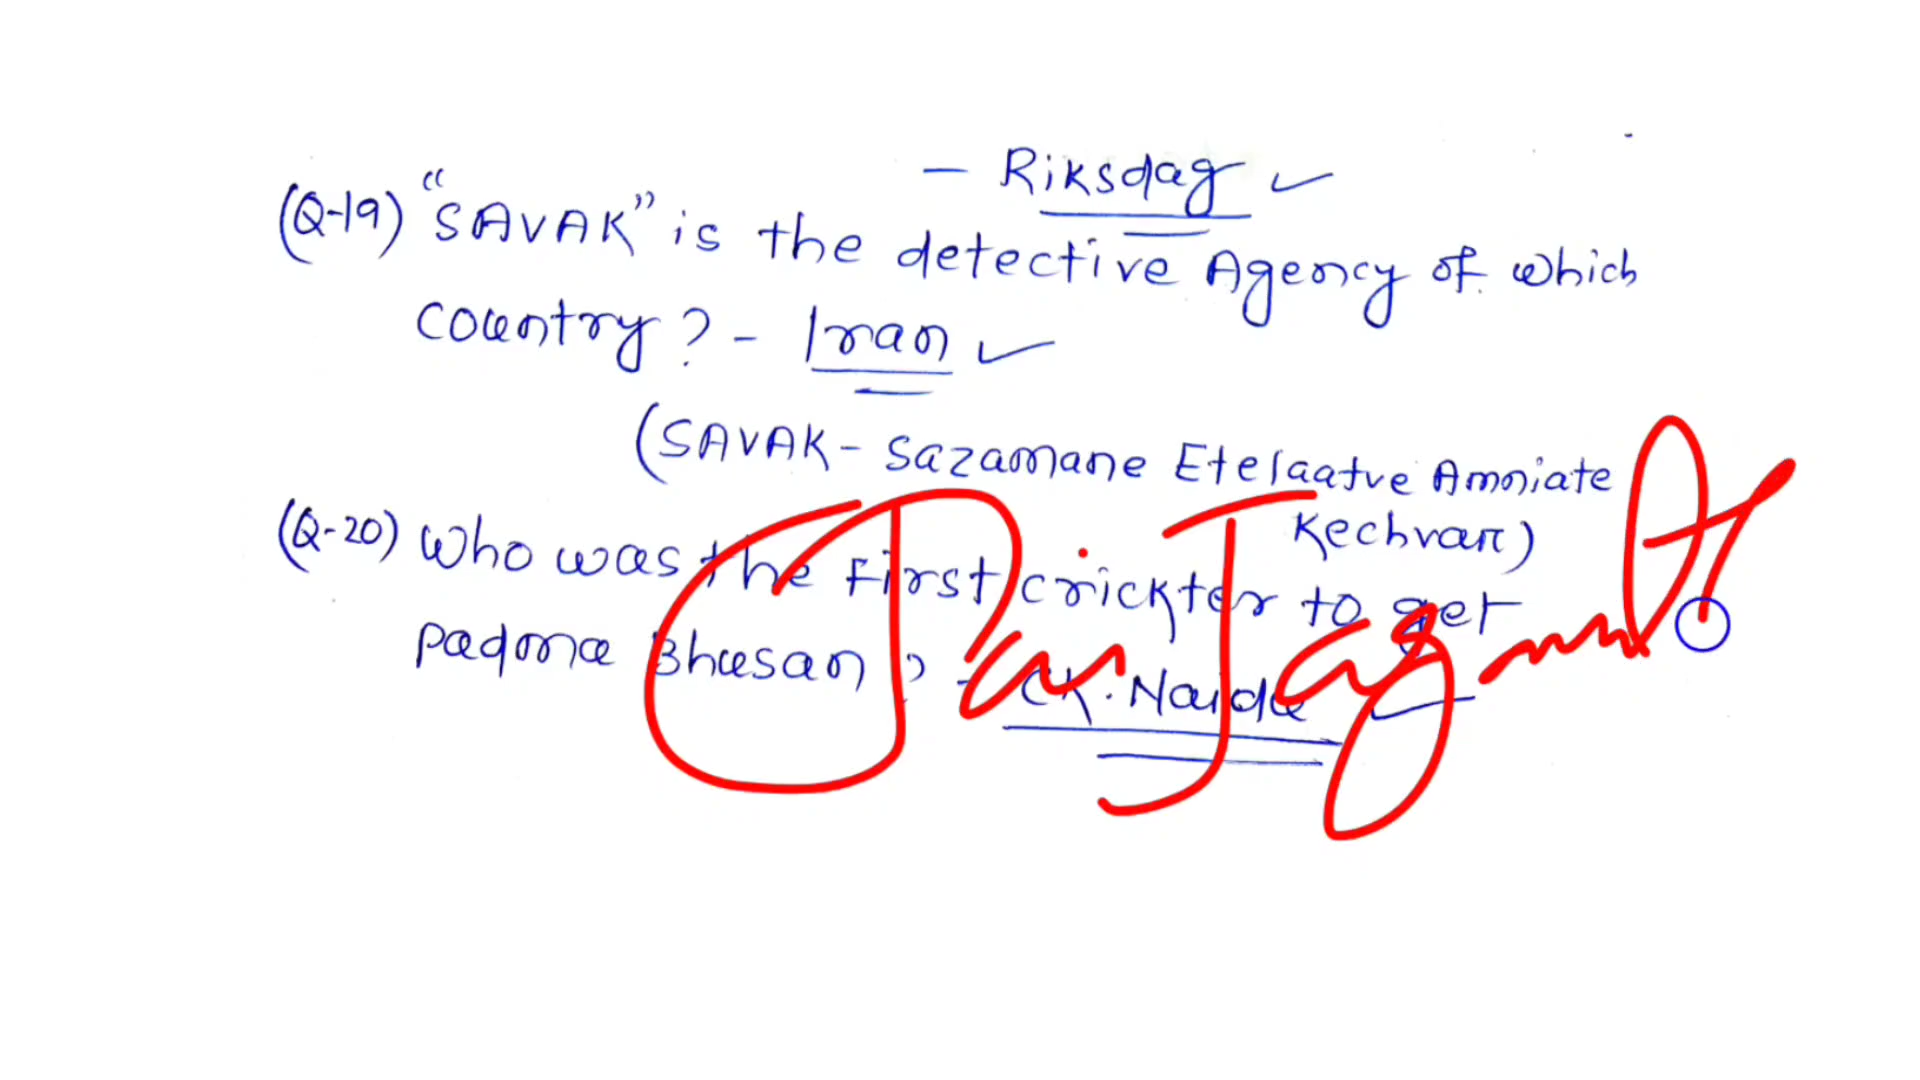 - Riksdag
(Q-19) "SAVAK" is the detective Agency of which
country? - Iran
(SAVAK - Sazamane Etelaatve Amniate
Kechvar)
(Q-20) Who was the First crickter to get
Padma Bhusan? - CK. Naidu